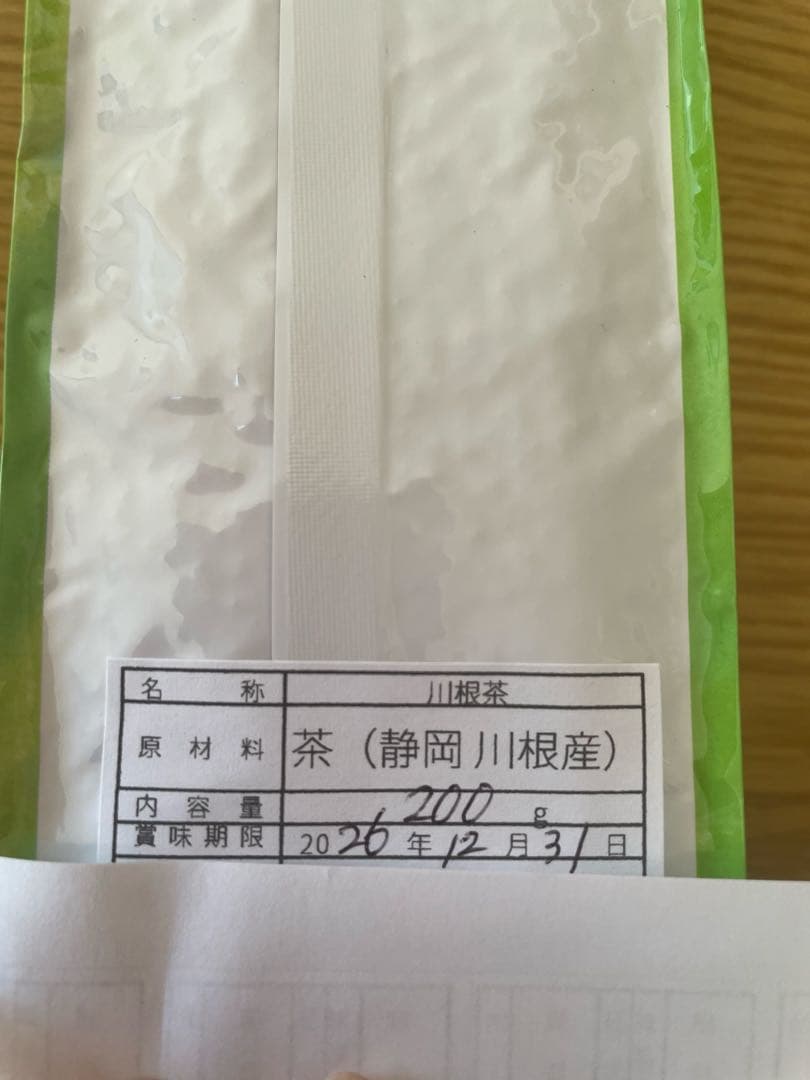 名称 川根茶
原材料 茶（静岡 川根産）
内容量 200 g
賞味期限 2026年12月31日